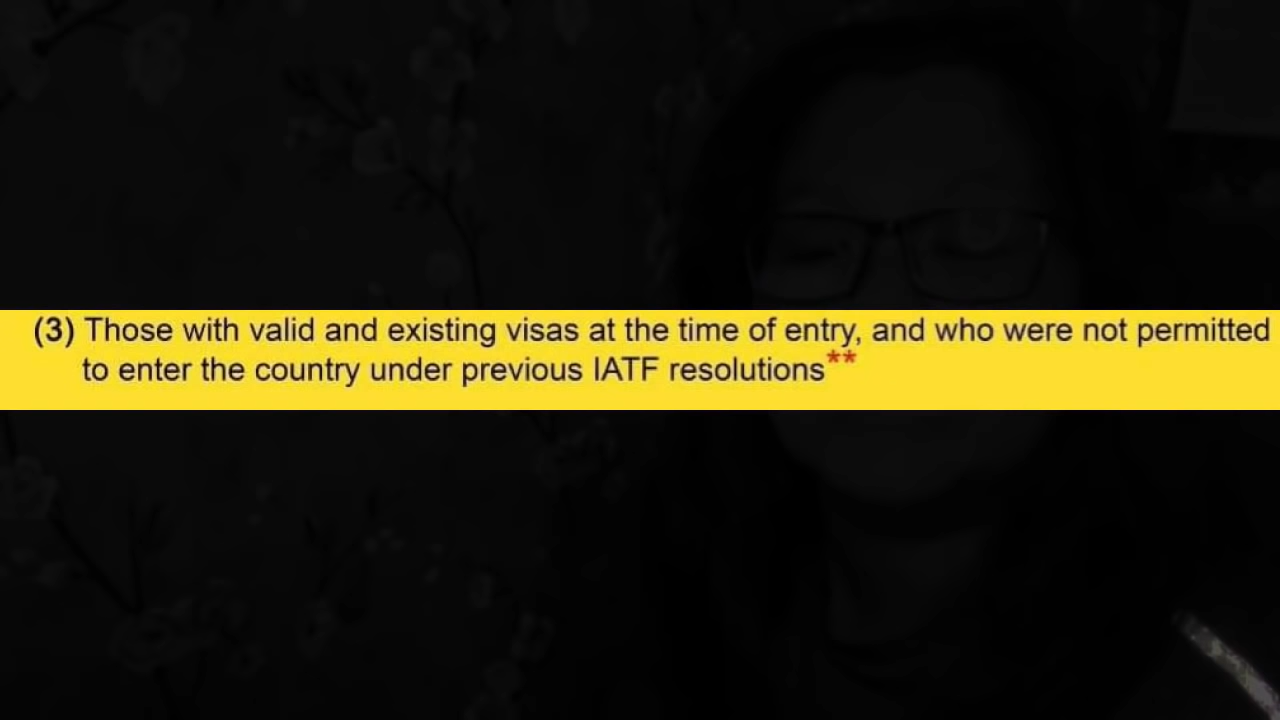 (3) Those with valid and existing visas at the time of entry, and who were not permitted
to enter the country under previous IATF resolutions**